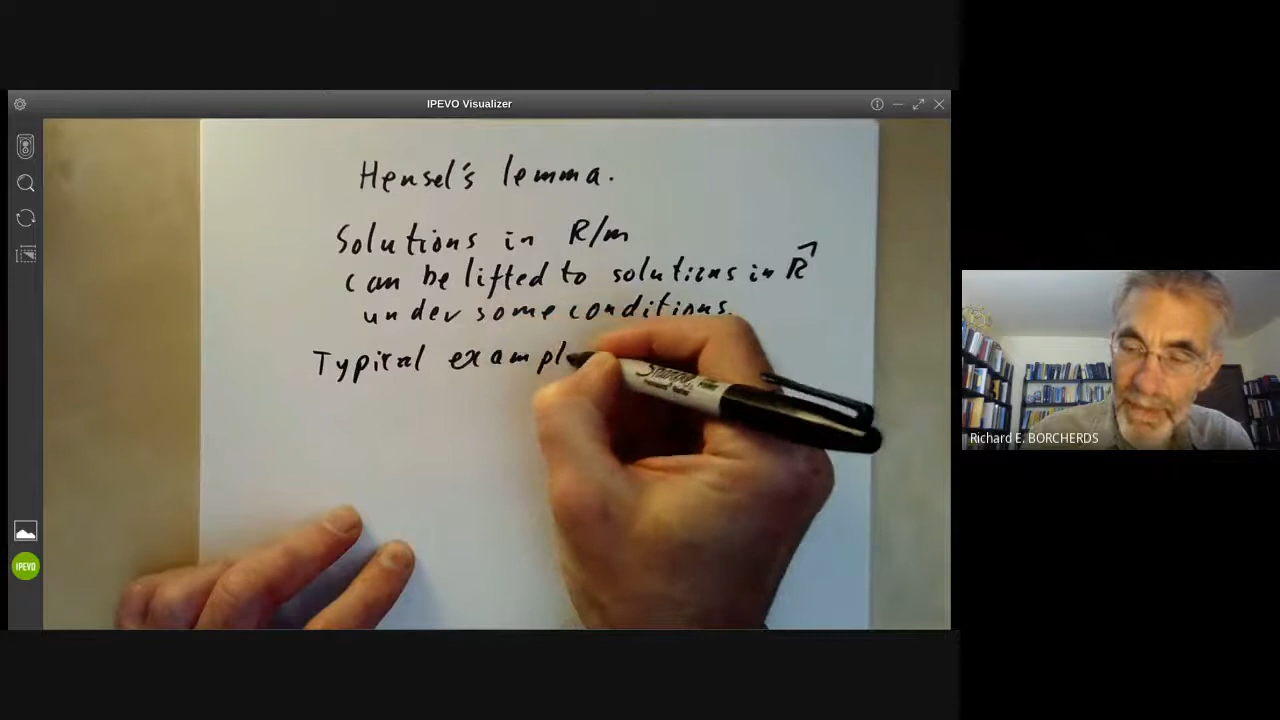 IPEVO Visualizer
Hensel's lemma.
Solutions in R/m
can be lifted to solutions in R̂
under some conditions.
Typical exampl
IPEVO
Richard E. BORCHERDS